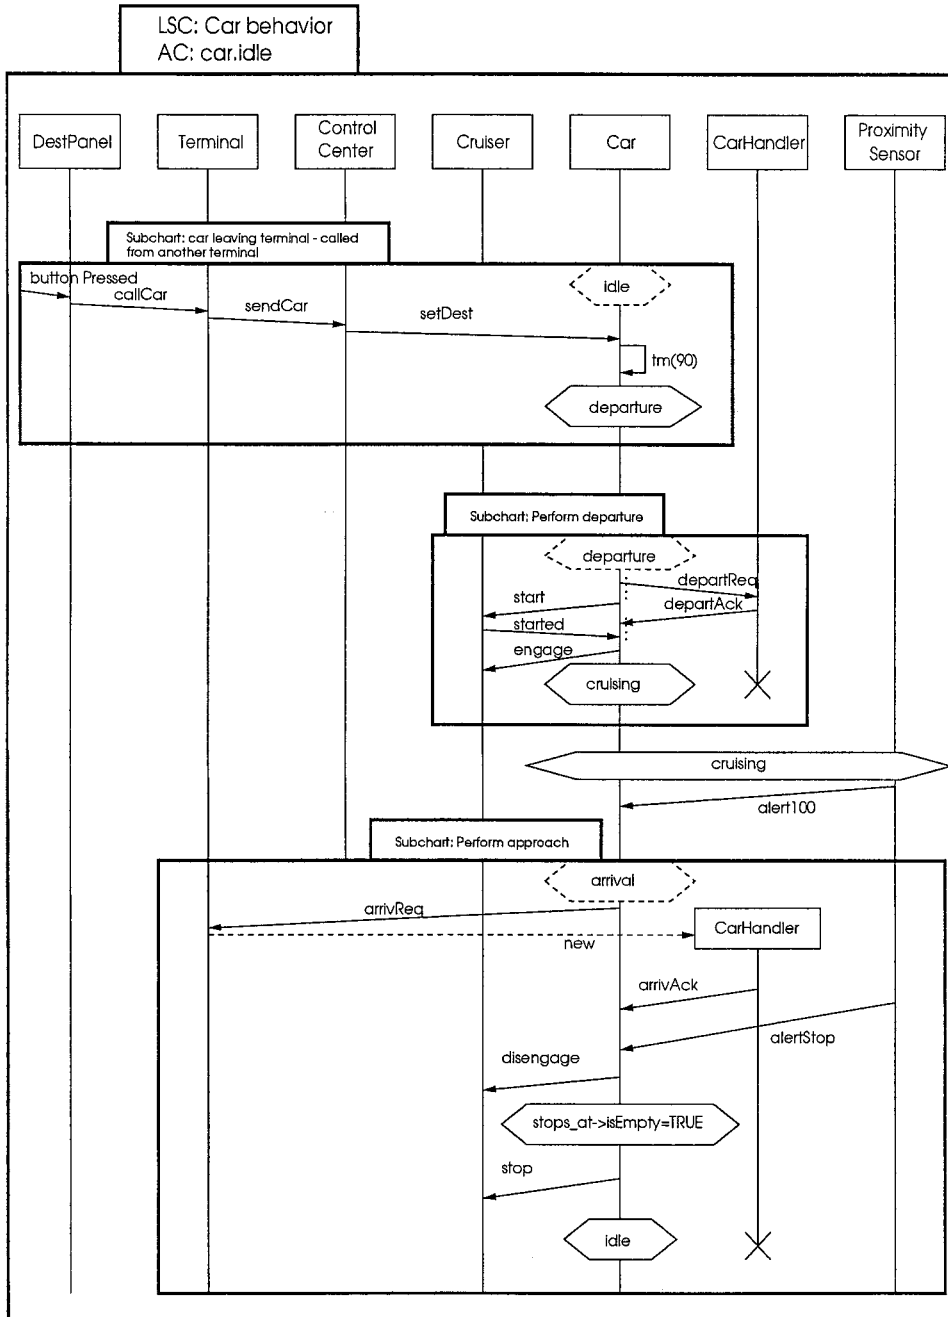 LSC: Car behavior
AC: car.idle
DestPanel
Terminal
Control
Center
Cruiser
Car
CarHandler
Proximity
Sensor
Subchart: car leaving terminal - called
from another terminal
button Pressed
idle
callCar
sendCar
setDest
tm(90)
departure
Subchart: Perform departure
departure
departReq
start
departAck
started
engage
cruising
cruising
alert100
Subchart: Perform approach
arrival
arrivReq
CarHandler
new
arrivAck
alertStop
disengage
stops_at->isEmpty=TRUE
stop
idle